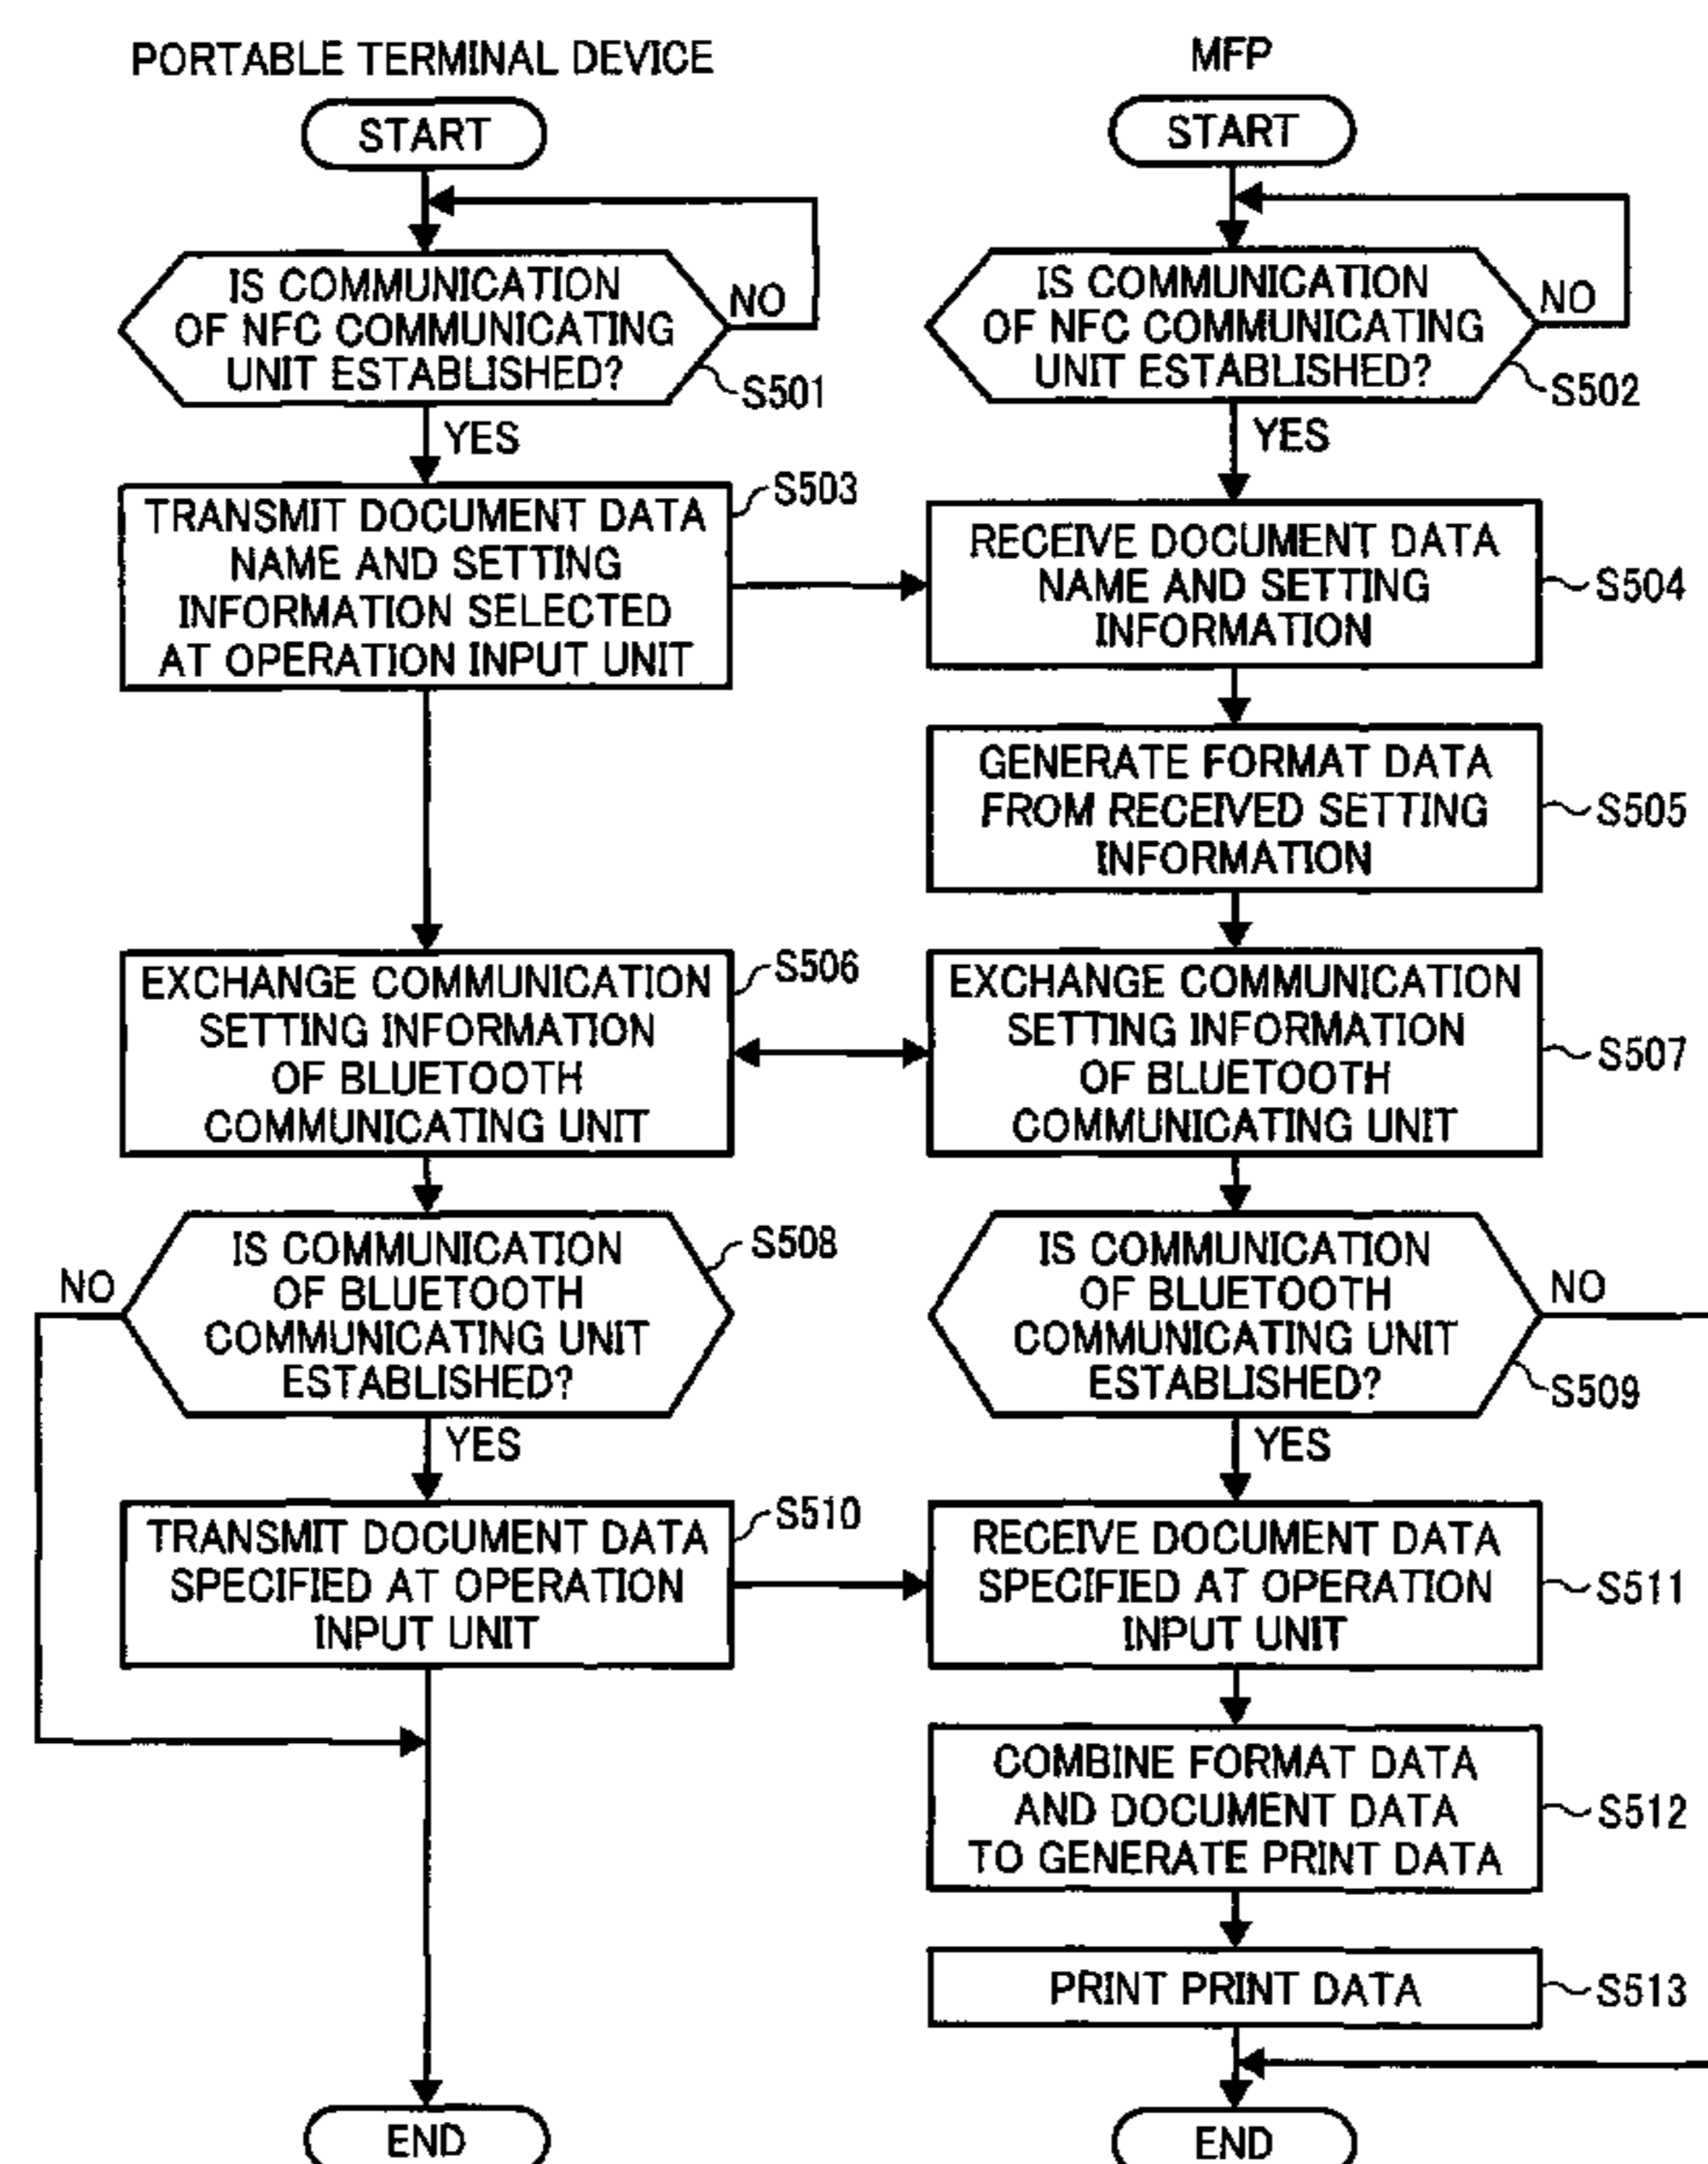 PORTABLE TERMINAL DEVICE
MFP
START
START
IS COMMUNICATION
OF NFC COMMUNICATING
UNIT ESTABLISHED?
NO
S501
YES
IS COMMUNICATION
OF NFC COMMUNICATING
UNIT ESTABLISHED?
NO
S502
YES
TRANSMIT DOCUMENT DATA
NAME AND SETTING
INFORMATION SELECTED
AT OPERATION INPUT UNIT
S503
RECEIVE DOCUMENT DATA
NAME AND SETTING
INFORMATION
S504
GENERATE FORMAT DATA
FROM RECEIVED SETTING
INFORMATION
S505
EXCHANGE COMMUNICATION
SETTING INFORMATION
OF BLUETOOTH
COMMUNICATING UNIT
S506
EXCHANGE COMMUNICATION
SETTING INFORMATION
OF BLUETOOTH
COMMUNICATING UNIT
S507
IS COMMUNICATION
OF BLUETOOTH
COMMUNICATING UNIT
ESTABLISHED?
S508
NO
YES
IS COMMUNICATION
OF BLUETOOTH
COMMUNICATING UNIT
ESTABLISHED?
NO
S509
YES
TRANSMIT DOCUMENT DATA
SPECIFIED AT OPERATION
INPUT UNIT
S510
RECEIVE DOCUMENT DATA
SPECIFIED AT OPERATION
INPUT UNIT
S511
COMBINE FORMAT DATA
AND DOCUMENT DATA
TO GENERATE PRINT DATA
S512
PRINT PRINT DATA
S513
END
END